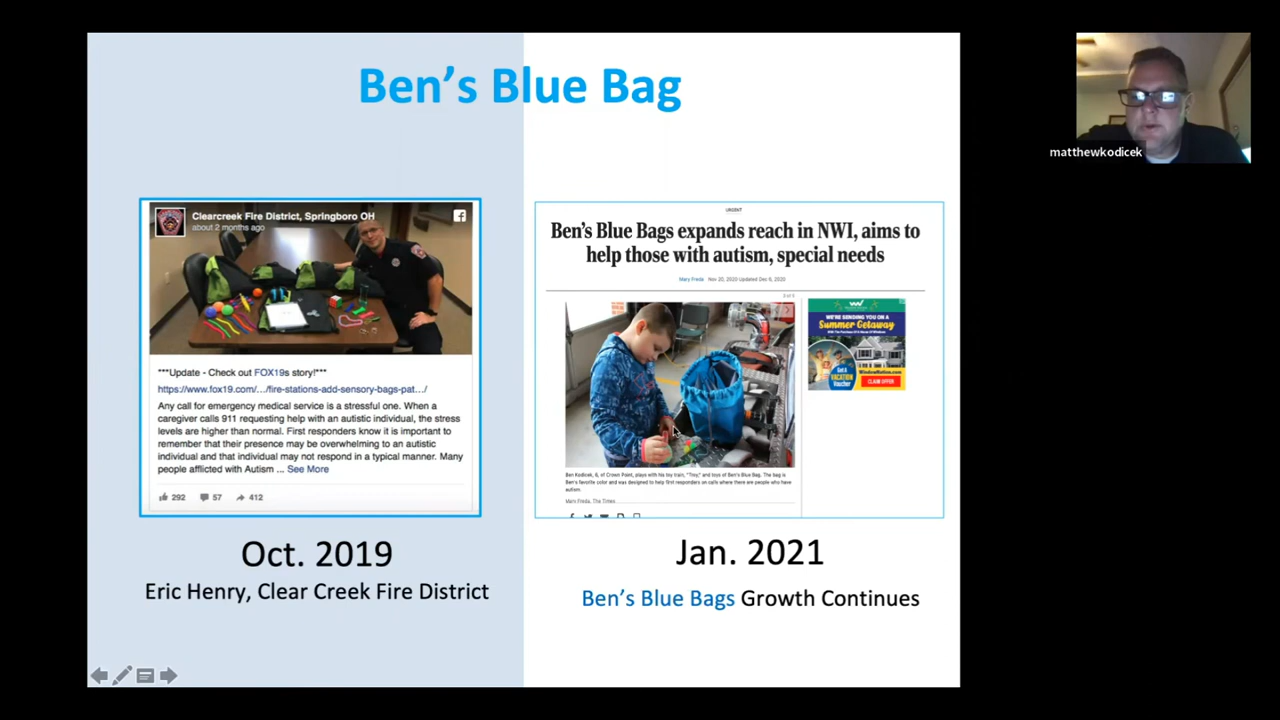 Ben's Blue Bag
matthewkodicek
Clearcreek Fire District, Springboro OH
about 2 months ago
***Update - Check out FOX19s story!***
https://www.fox19.com/.../fire-stations-add-sensory-bags-pat.../
Any call for emergency medical service is a stressful one. When a
caregiver calls 911 requesting help with an autistic individual, the stress
levels are higher than normal. First responders know it is important to
remember that their presence may be overwhelming to an autistic
individual and that individual may not respond in a typical manner. Many
people afflicted with Autism ... See More
292 57 412
Oct. 2019
Eric Henry, Clear Creek Fire District
URGENT
Ben's Blue Bags expands reach in NWI, aims to
help those with autism, special needs
Mary Freda Nov 20, 2020 Updated Dec 6, 2020
WE'RE SENDING YOU ON A
Summer Getaway
Get A
VACATION
Voucher
WindowNation.com
CLAIM OFFER
Ben Kodicek, 6, of Crown Point, plays with his toy train, "Troy," and toys of Ben's Blue Bag. The bag is
Ben's favorite color and was designed to help first responders on calls where there are people who have
autism.
Mary Freda, The Times
Jan. 2021
Ben's Blue Bags Growth Continues